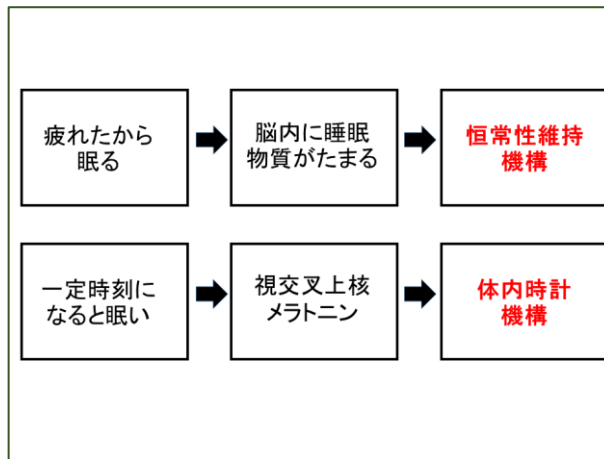 疲れたから
眠る
脳内に睡眠
物質がたまる
恒常性維持
機構
一定時刻に
なると眠い
視交叉上核
メラトニン
体内時計
機構